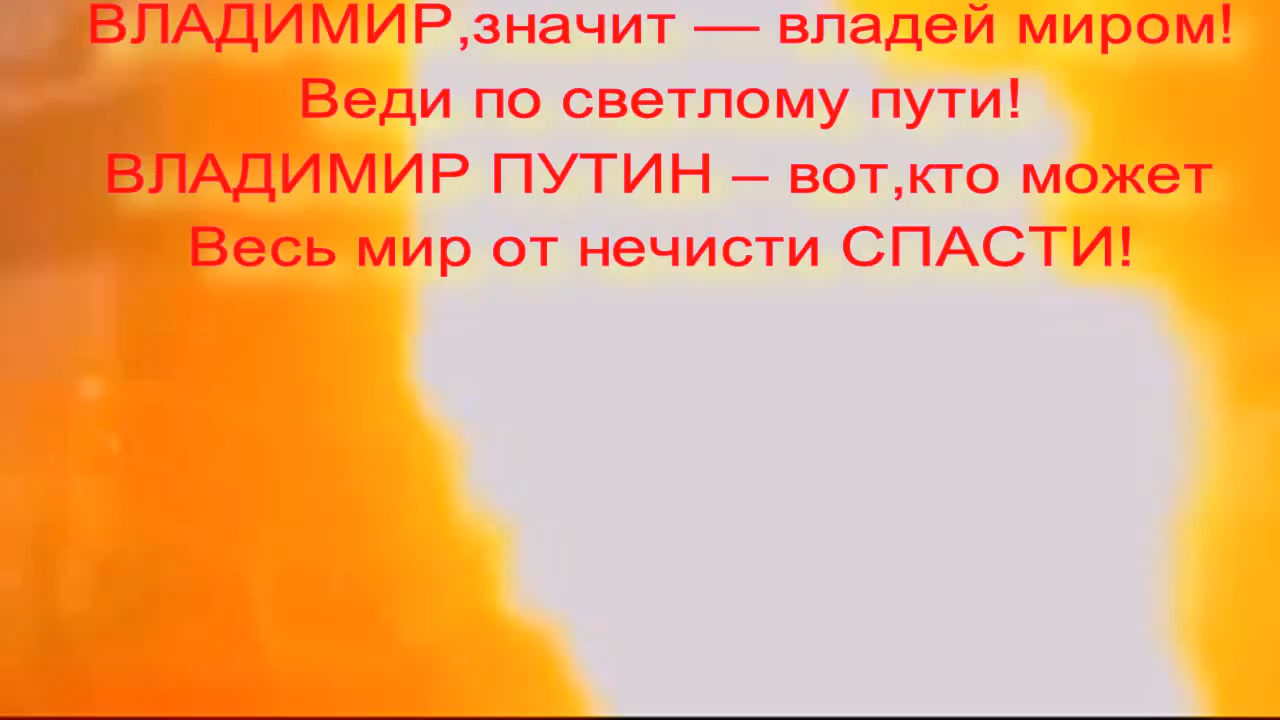 ВЛАДИМИР,значит — владей миром!
Веди по светлому пути!
ВЛАДИМИР ПУТИН – вот,кто может
Весь мир от нечисти СПАСТИ!